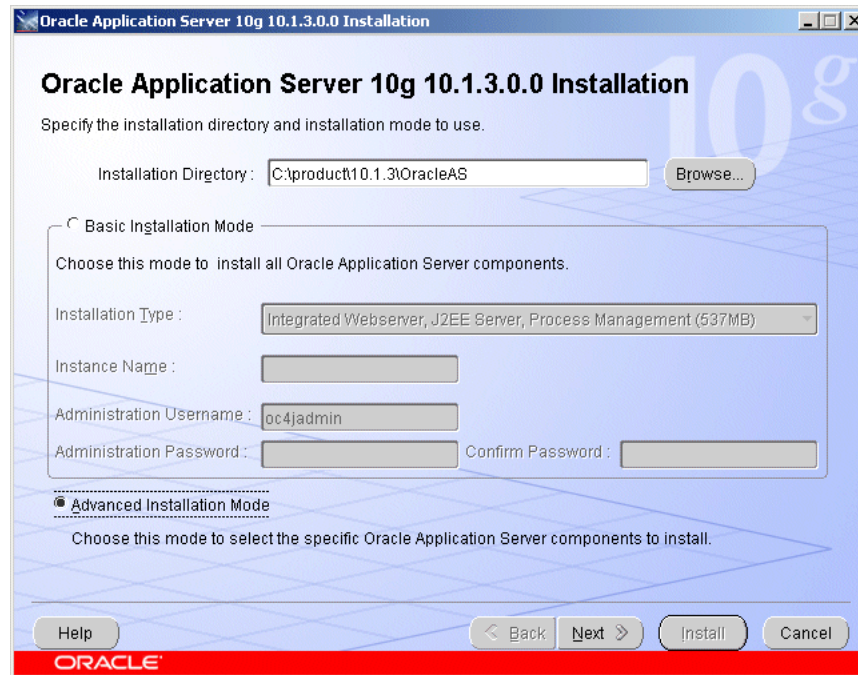 Oracle Application Server 10g 10.1.3.0.0 Installation
10g
Oracle Application Server 10g 10.1.3.0.0 Installation
Specify the installation directory and installation mode to use.
Installation Directory : C:\product\10.1.3\OracleAS Browse...
Basic Installation Mode
Choose this mode to install all Oracle Application Server components.
Installation Type : Integrated Webserver, J2EE Server, Process Management (537MB)
Instance Name :
Administration Username : oc4jadmin
Administration Password : Confirm Password :
Advanced Installation Mode
Choose this mode to select the specific Oracle Application Server components to install.
Help Back Next Install Cancel
ORACLE